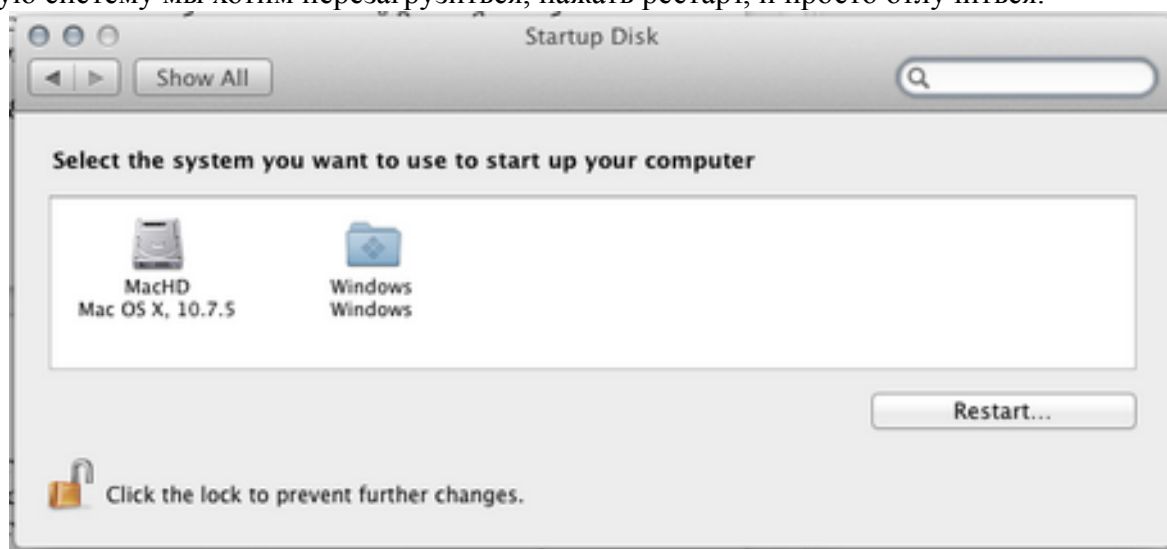 ую систему мы хотим перезагрузиться, нажать рестарт, и просто отлучиться.
Startup Disk
Show All
Select the system you want to use to start up your computer
MacHD
Mac OS X, 10.7.5
Windows
Windows
Restart...
Click the lock to prevent further changes.